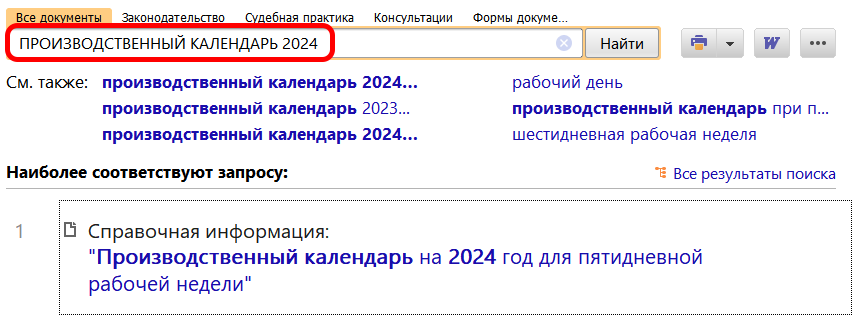 Все документы Законодательство Судебная практика Консультации Формы докуме...
ПРОИЗВОДСТВЕННЫЙ КАЛЕНДАРЬ 2024 Найти W
См. также: производственный календарь 2024... рабочий день
производственный календарь 2023... производственный календарь при п...
производственный календарь 2024... шестидневная рабочая неделя
Наиболее соответствуют запросу: Все результаты поиска
1 Справочная информация:
"Производственный календарь на 2024 год для пятидневной
рабочей недели"